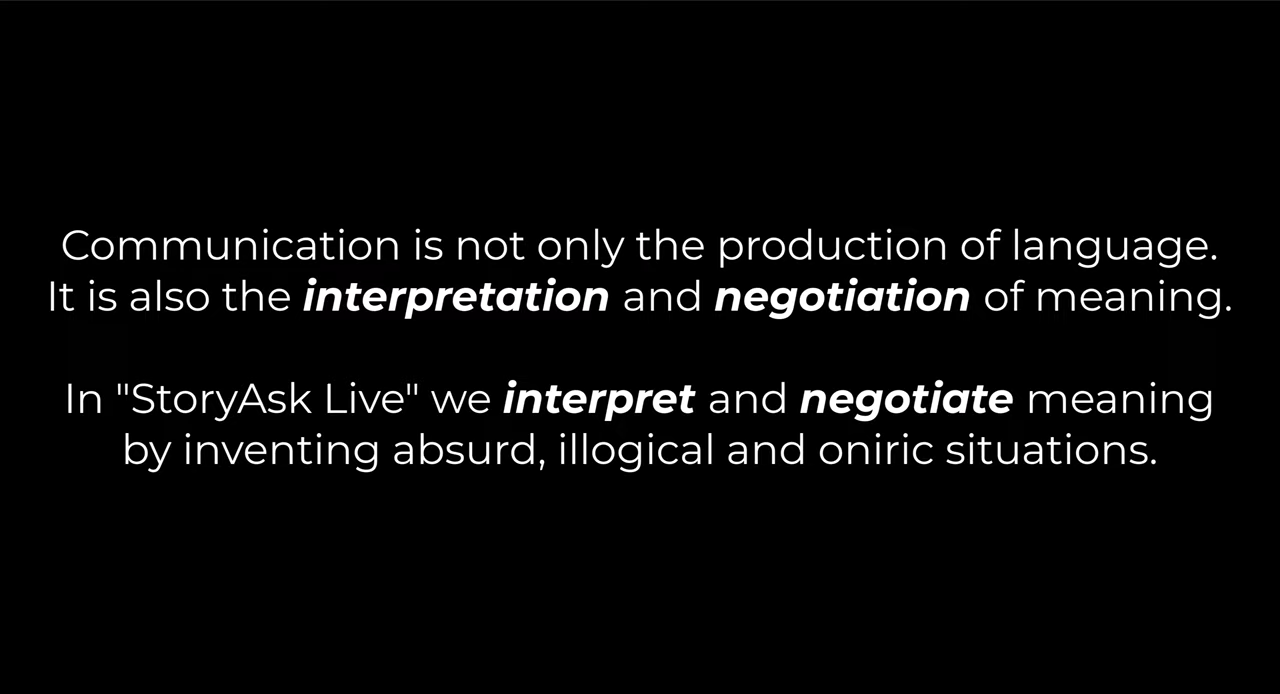 Communication is not only the production of language.
It is also the interpretation and negotiation of meaning.
In "StoryAsk Live" we interpret and negotiate meaning
by inventing absurd, illogical and oniric situations.